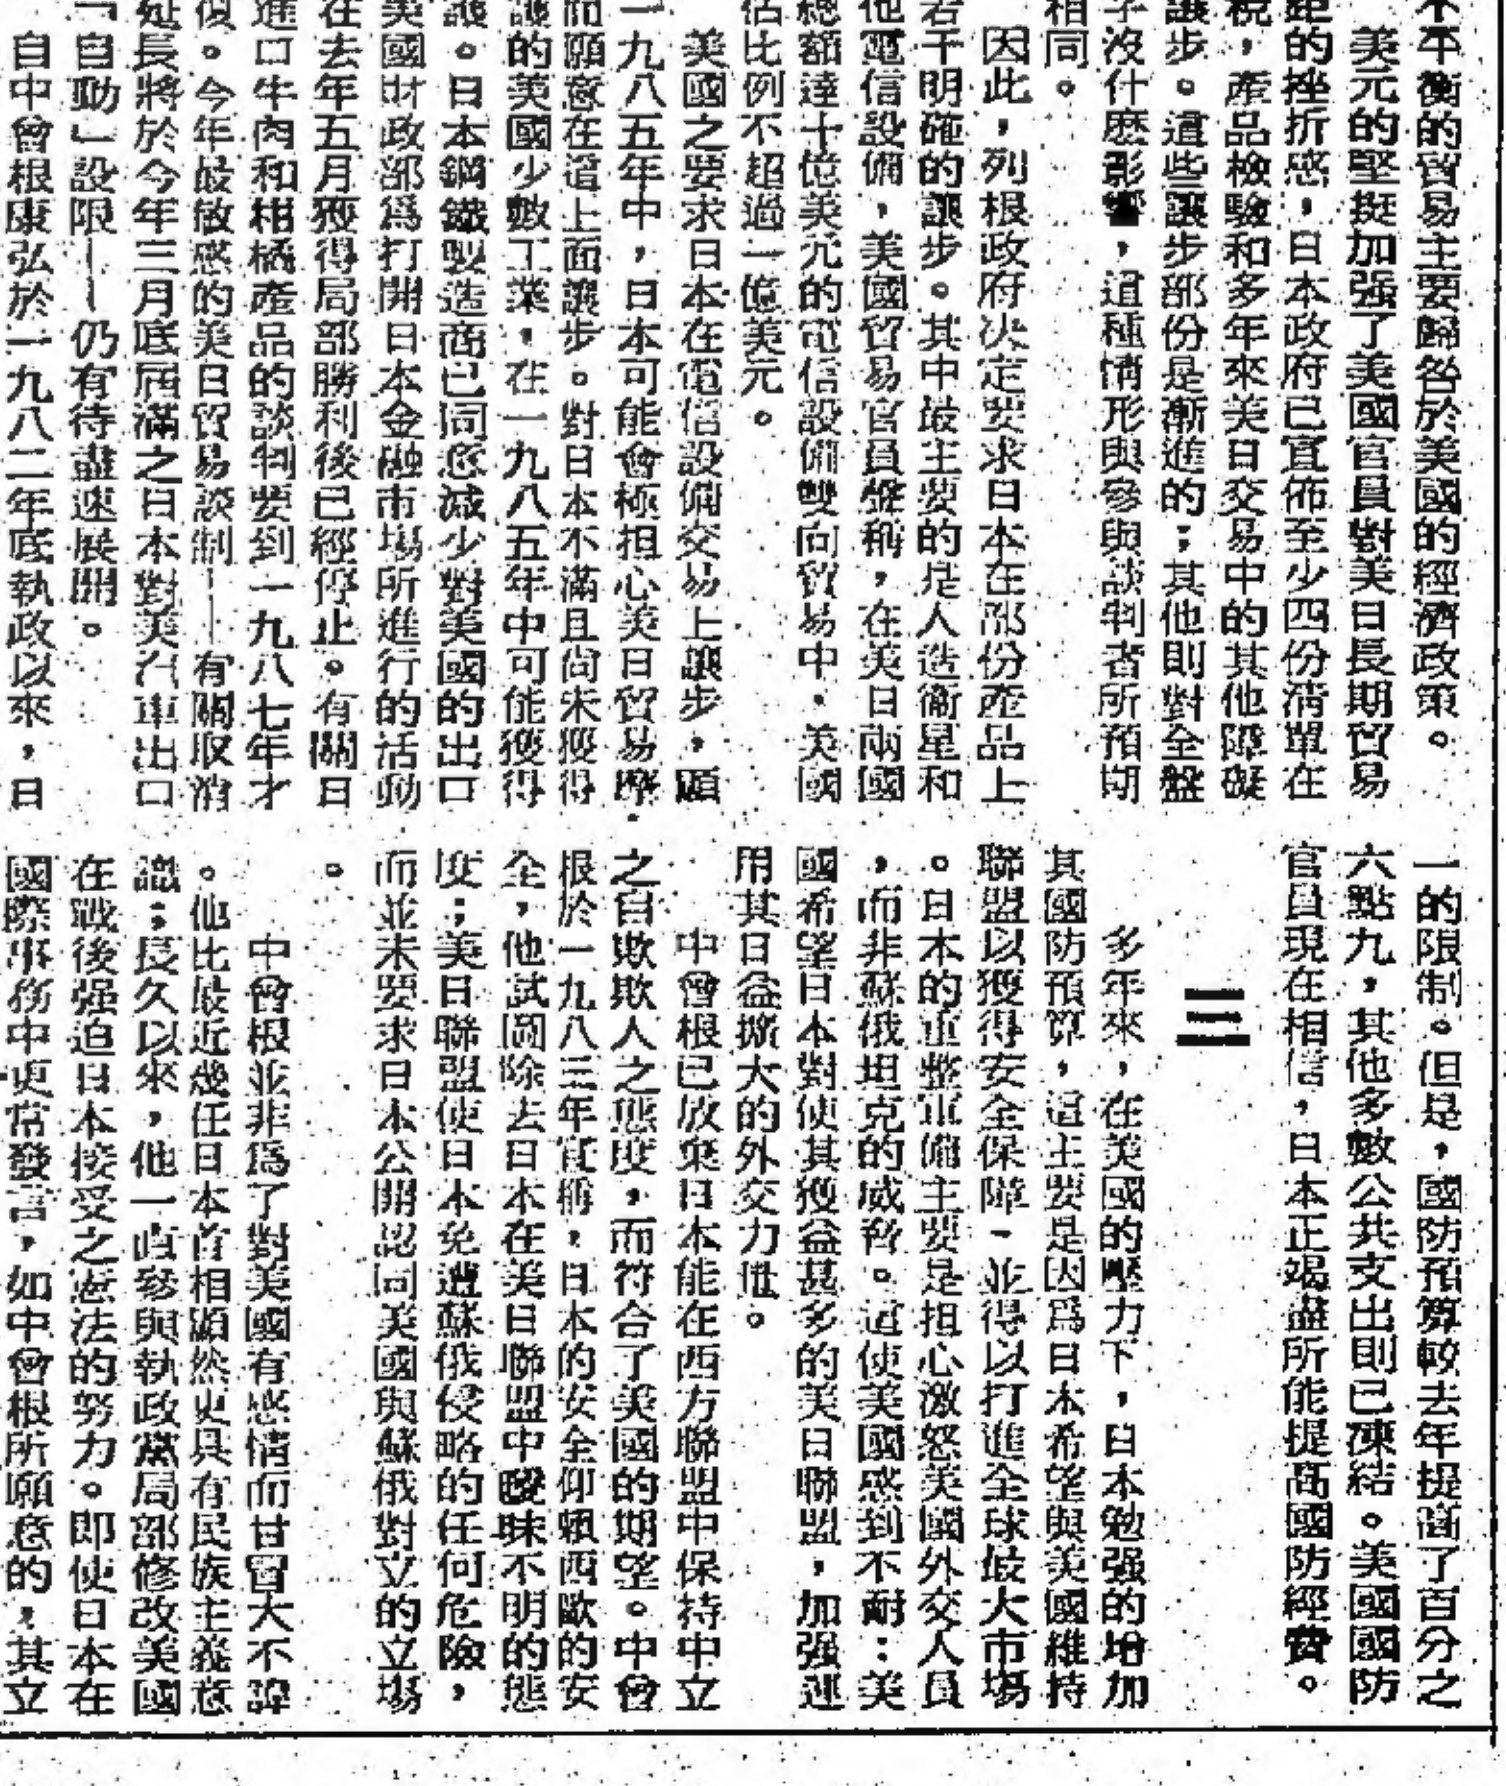 不平衡的貿易主要歸咎於美國的經濟政策。
美元的堅挺加强了美國官員對美日長期貿易
距的挫折感，日本政府已宣佈至少四份清單在
稅，產品檢驗和多年來美日交易中的其他障礙
讓步。這些讓步部份是漸進的；其他則對全盤
乎沒什麽影響，這種情形與參與談判者所預期
相同。
因此，列根政府決定要求日本在部份產品上
若干明確的讓步。其中最主要的是人造衞星和
他電信設備，美國貿易官員聲稱，在美日兩國
總額達十億美元的電信設備雙向貿易中，美國
佔比例不超過一億美元。
美國之要求日本在電信設備交易上讓步，顯
一九八五年中，日本可能會極担心美日貿易摩
而願意在這上面讓步。對日本不滿且尚未獲得
護的美國少數工業，在一九八五年中可能獲得
護。日本鋼鐵製造商已同意減少對美國的出口
美國財政部爲打開日本金融市場所進行的活動
在去年五月獲得局部勝利後已經停止。有關日
進口牛肉和柑橘產品的談判要到一九八七年才
似。今年最敏感的美日貿易談判——有關取消
延長將於今年三月底屆滿之日本對美汽車出口
「自動」設限——仍有待盡速展開。
自中曾根康弘於一九八二年底執政以來，日
一的限制。但是，國防預算較去年提高了百分之
六點九，其他多數公共支出則已凍結。美國國防
官員現在相信，日本正竭盡所能提高國防經費。
三
多年來，在美國的壓力下，日本勉强的增加
其國防預算，這主要是因爲日本希望與美國維持
聯盟以獲得安全保障、並得以打進全球最大市場
。日本的重整軍備主要是担心激怒美國外交人員
，而非蘇俄坦克的威脅。這使美國感到不耐：美
國希望日本對使其獲益甚多的美日聯盟，加强運
用其日益擴大的外交力量。
中曾根已放棄日本能在西方聯盟中保持中立
之自欺欺人之態度，而符合了美國的期望。中曾
根於一九八三年宣稱，日本的安全仰賴西歐的安
全，他試圖除去日本在美日聯盟中曖昧不明的態
度；美日聯盟使日本免遭蘇俄侵略的任何危險，
而並未要求日本公開認同美國與蘇俄對立的立場
。
中曾根並非爲了對美國有感情而甘冒大不諱
。他比最近幾任日本首相顯然更具有民族主義意
識；長久以來，他一直參與執政黨局部修改美國
在戰後强迫日本接受之憲法的努力。即使日本在
國際事務中更常發言，如中曾根所願意的，其立